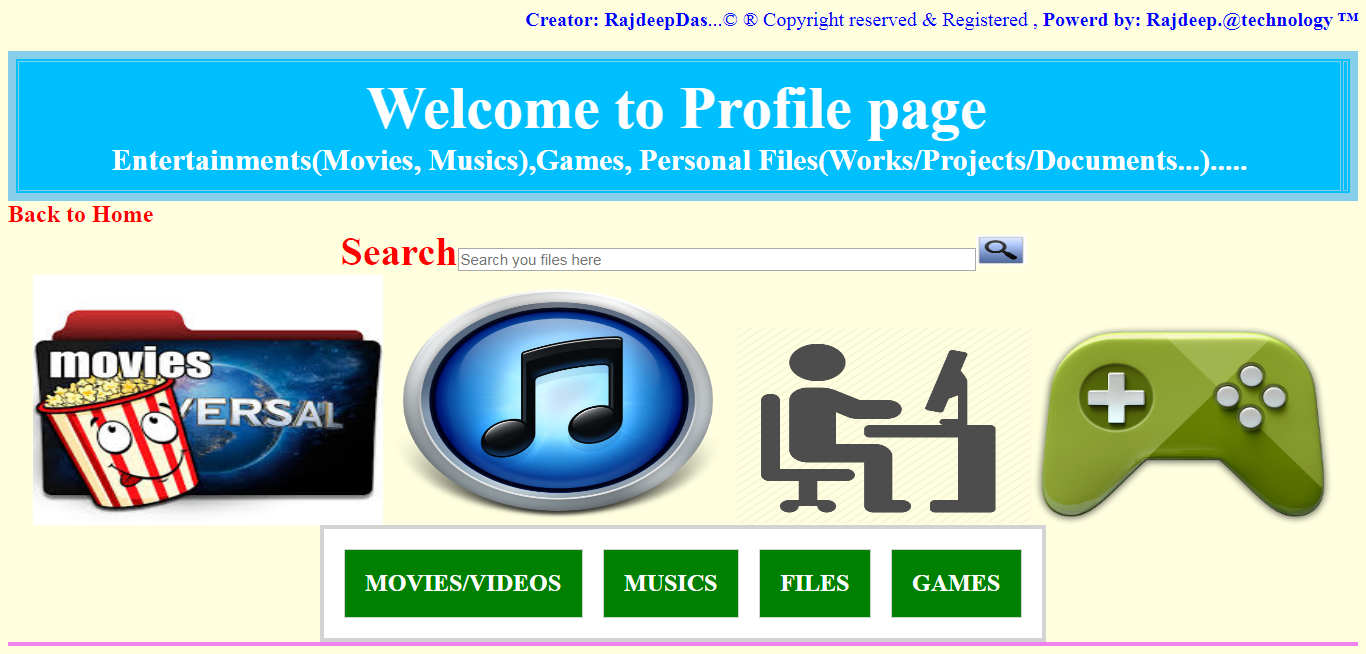 Creator: RajdeepDas...© ® Copyright reserved & Registered , Powerd by: Rajdeep.@technology ™
Welcome to Profile page
Entertainments(Movies, Musics),Games, Personal Files(Works/Projects/Documents...).....
Back to Home
Search Search you files here
movies
VERSAL
MOVIES/VIDEOS MUSICS FILES GAMES